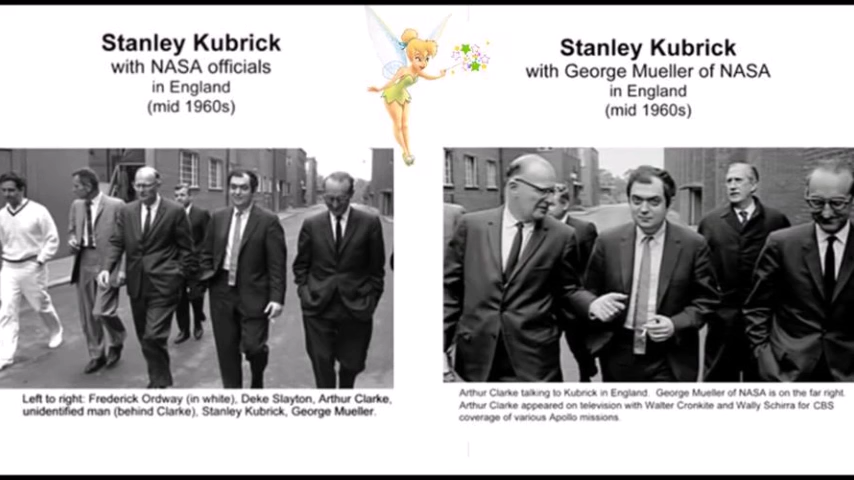 Stanley Kubrick
with NASA officials
in England
(mid 1960s)
Left to right: Frederick Ordway (in white), Deke Slayton, Arthur Clarke,
unidentified man (behind Clarke), Stanley Kubrick, George Mueller.
Stanley Kubrick
with George Mueller of NASA
in England
(mid 1960s)
Arthur Clarke talking to Kubrick in England. George Mueller of NASA is on the far right.
Arthur Clarke appeared on television with Walter Cronkite and Wally Schirra for CBS
coverage of various Apollo missions.